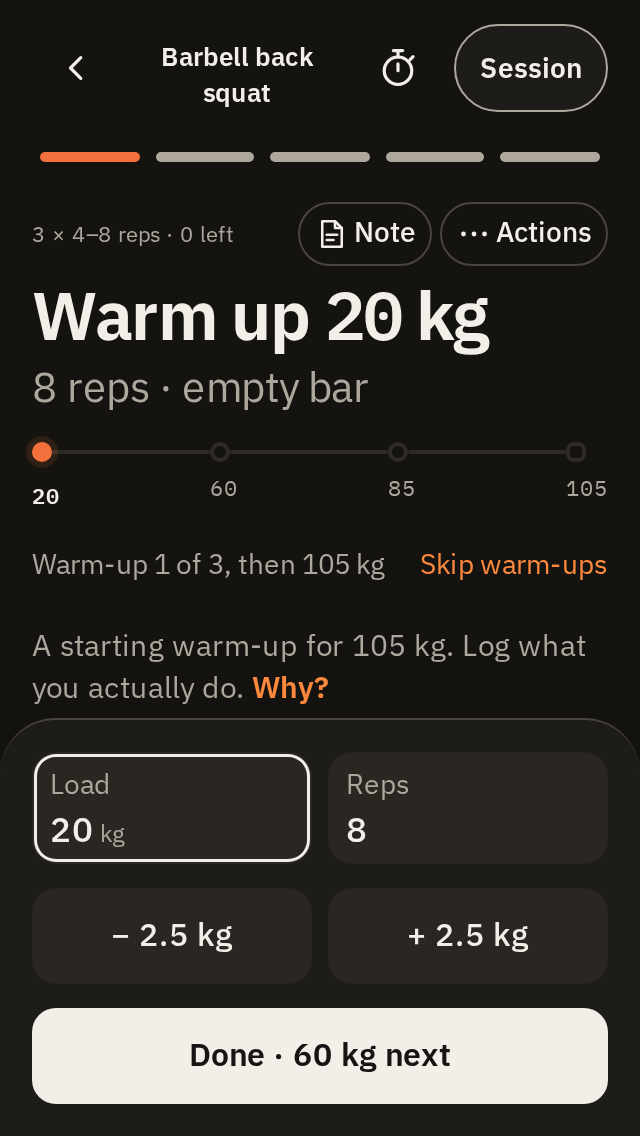 Barbell back
squat
Session
3 × 4–8 reps · 0 left
Note
··· Actions
Warm up 20 kg
8 reps · empty bar
20
60
85
105
Warm-up 1 of 3, then 105 kg
Skip warm-ups
A starting warm-up for 105 kg. Log what
you actually do. Why?
Load
20 kg
Reps
8
− 2.5 kg
+ 2.5 kg
Done · 60 kg next